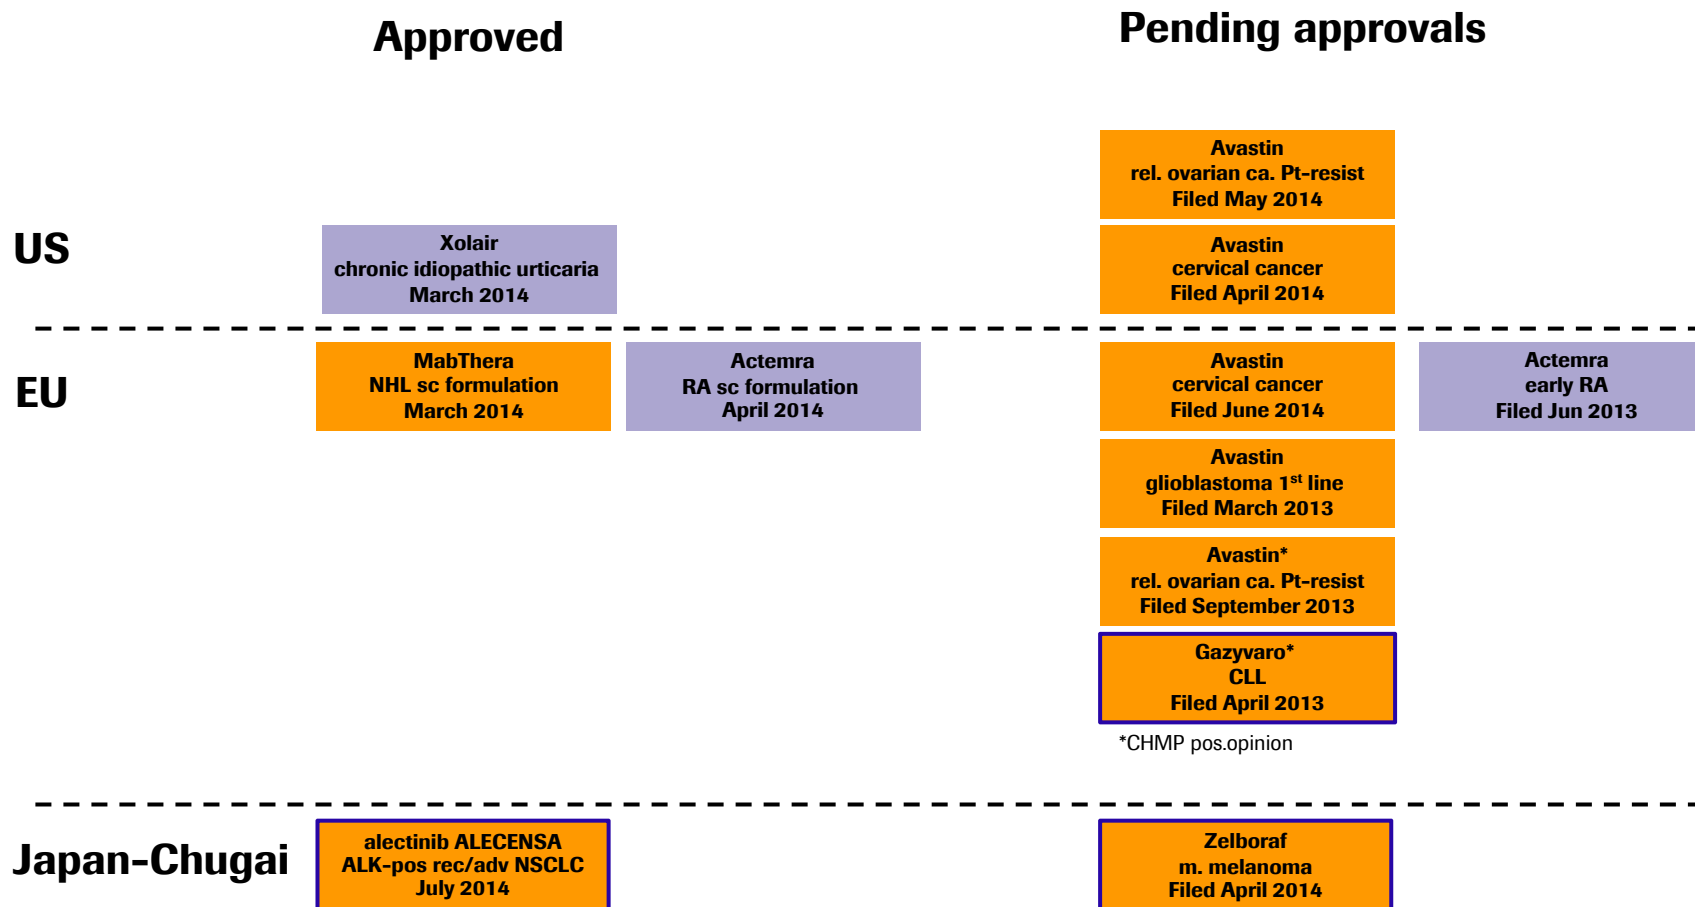 Approved
Pending approvals
US
Xolair
chronic idiopathic urticaria
March 2014
Avastin
rel. ovarian ca. Pt-resist
Filed May 2014
Avastin
cervical cancer
Filed April 2014
EU
MabThera
NHL sc formulation
March 2014
Actemra
RA sc formulation
April 2014
Avastin
cervical cancer
Filed June 2014
Actemra
early RA
Filed Jun 2013
Avastin
glioblastoma 1st line
Filed March 2013
Avastin*
rel. ovarian ca. Pt-resist
Filed September 2013
Gazyvaro*
CLL
Filed April 2013
*CHMP pos.opinion
Japan-Chugai
alectinib ALECENSA
ALK-pos rec/adv NSCLC
July 2014
Zelboraf
m. melanoma
Filed April 2014